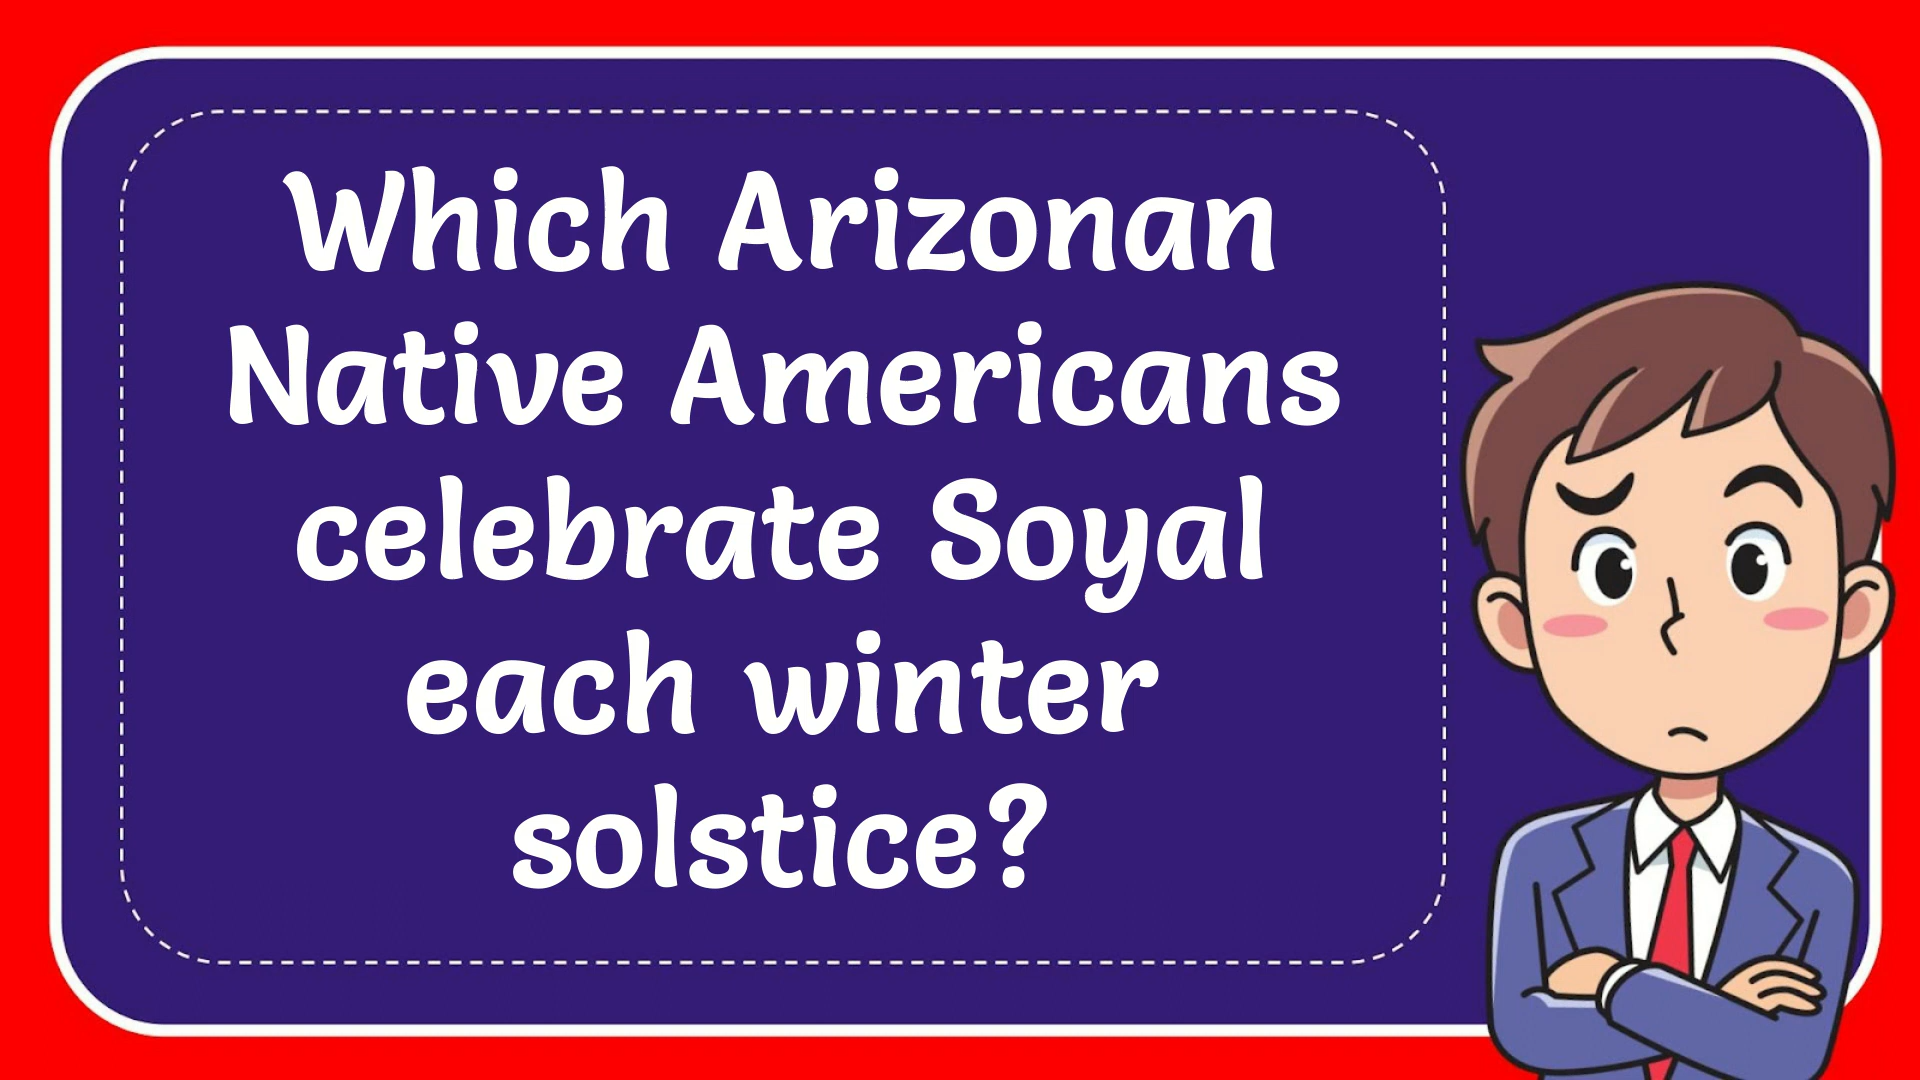 Which Arizonan
Native Americans
celebrate Soyal
each winter
solstice?